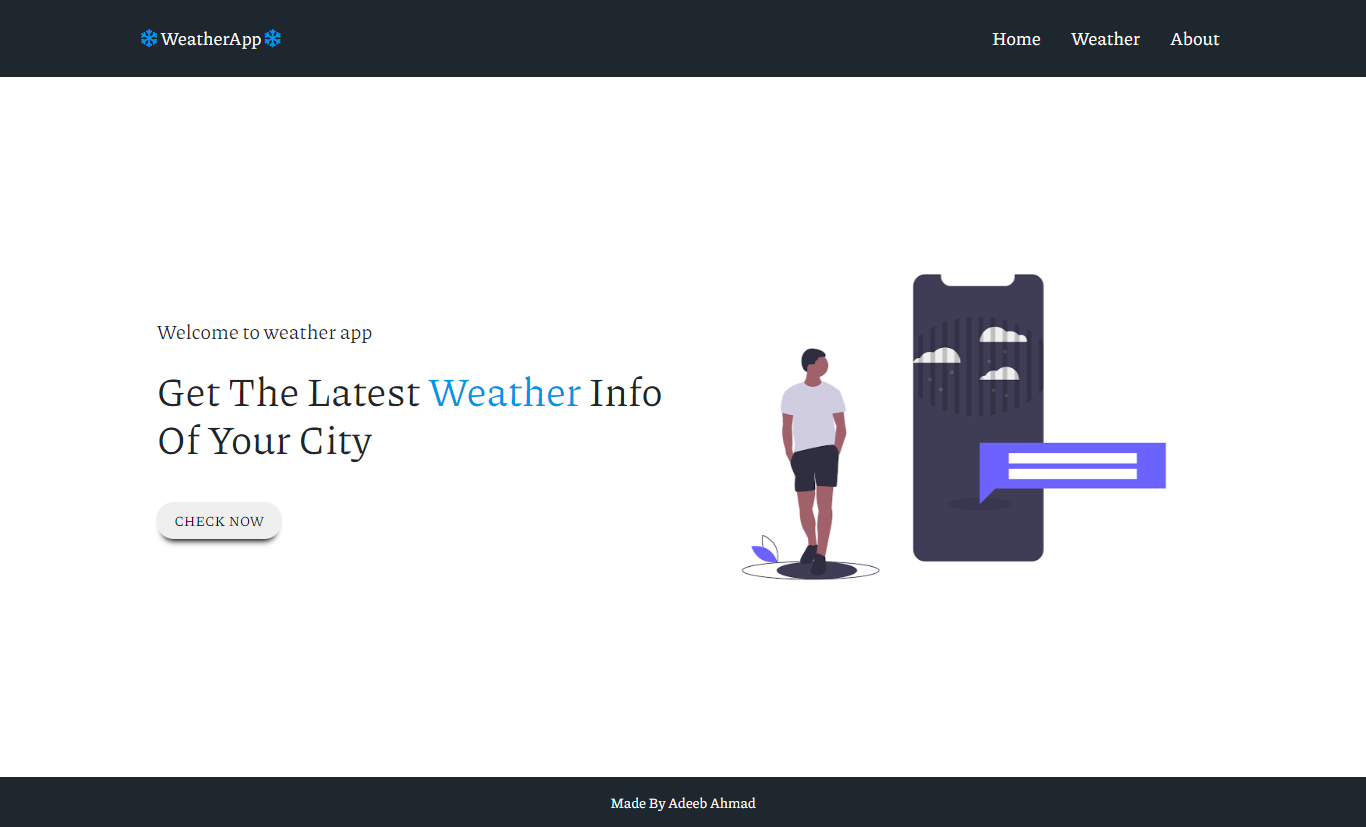 ❄WeatherApp❄
Home Weather About
Welcome to weather app
Get The Latest Weather Info
Of Your City
CHECK NOW
Made By Adeeb Ahmad